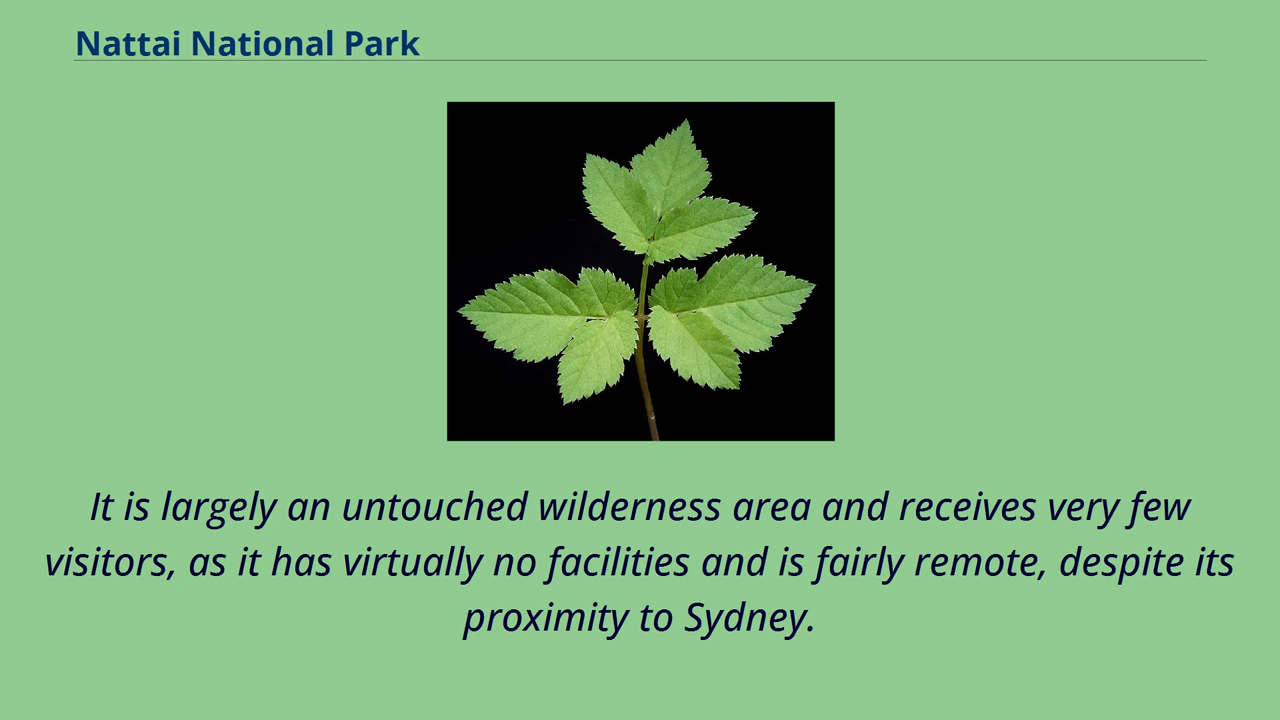 Nattai National Park
It is largely an untouched wilderness area and receives very few
visitors, as it has virtually no facilities and is fairly remote, despite its
proximity to Sydney.